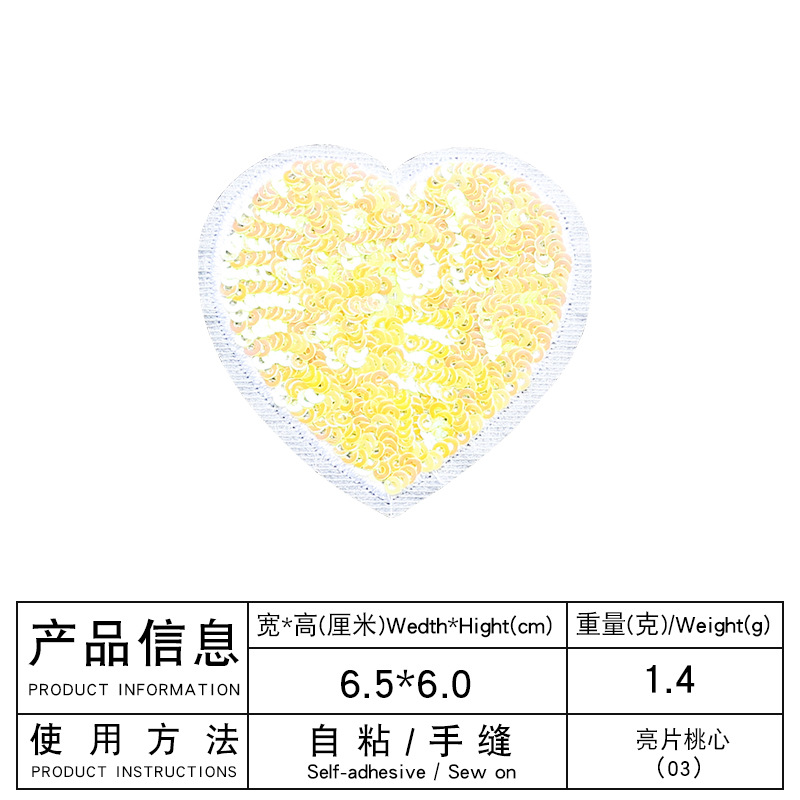 产品信息
PRODUCT INFORMATION
宽*高(厘米)Wedth*Hight(cm)
重量(克)/Weight(g)
6.5*6.0
1.4
使用方法
PRODUCT INSTRUCTIONS
自粘/手缝
Self-adhesive / Sew on
亮片桃心
(03)